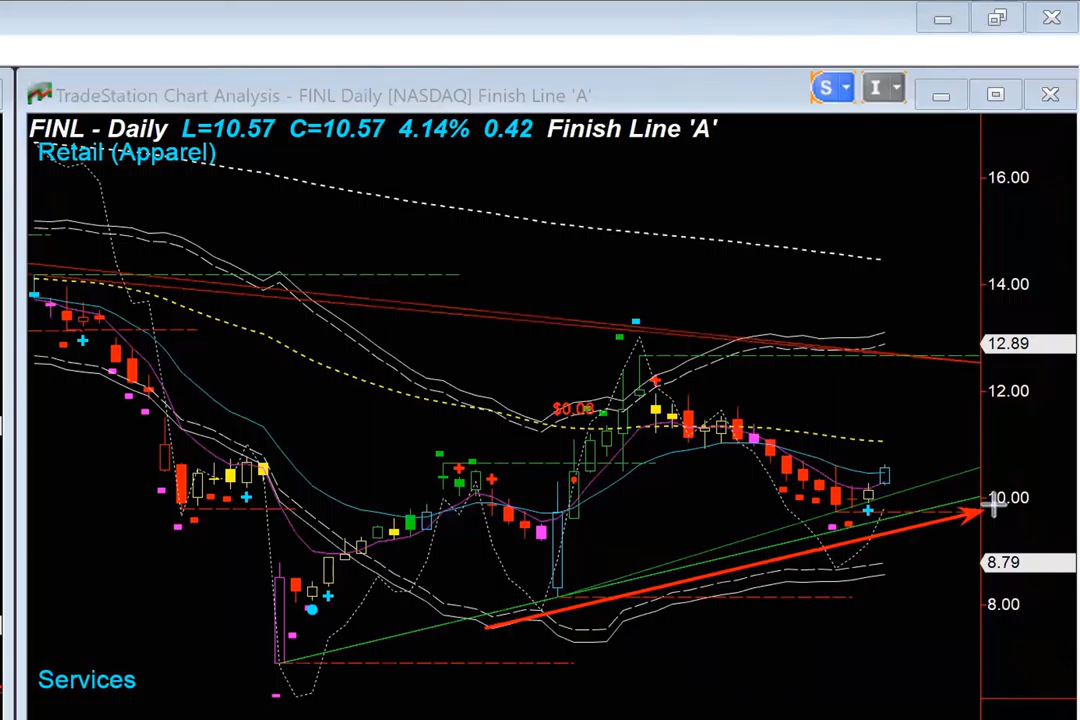 TradeStation Chart Analysis - FINL Daily [NASDAQ] Finish Line 'A'
S I
FINL - Daily L=10.57 C=10.57 4.14% 0.42 Finish Line 'A'
Retail (Apparel)
16.00
14.00
12.89
12.00
$0.00
10.00
8.79
8.00
Services